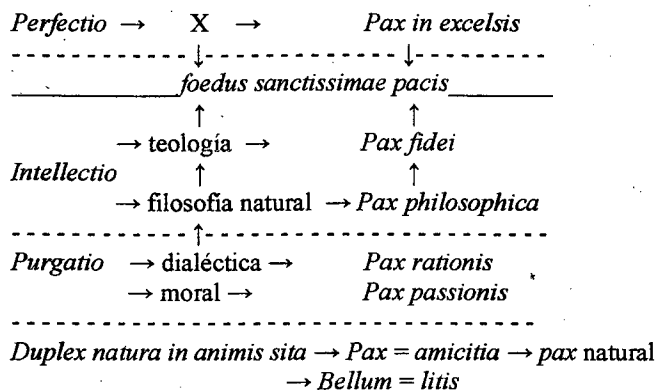 Perfectio → X → Pax in excelsis
↓ ↓
foedus sanctissimae pacis
↑ ↑
→ teología → Pax fidei
Intellectio ↑ ↑
→ filosofía natural → Pax philosophica
↑
Purgatio → dialéctica → Pax rationis
→ moral → Pax passionis
Duplex natura in animis sita → Pax = amicitia → pax natural
→ Bellum = litis